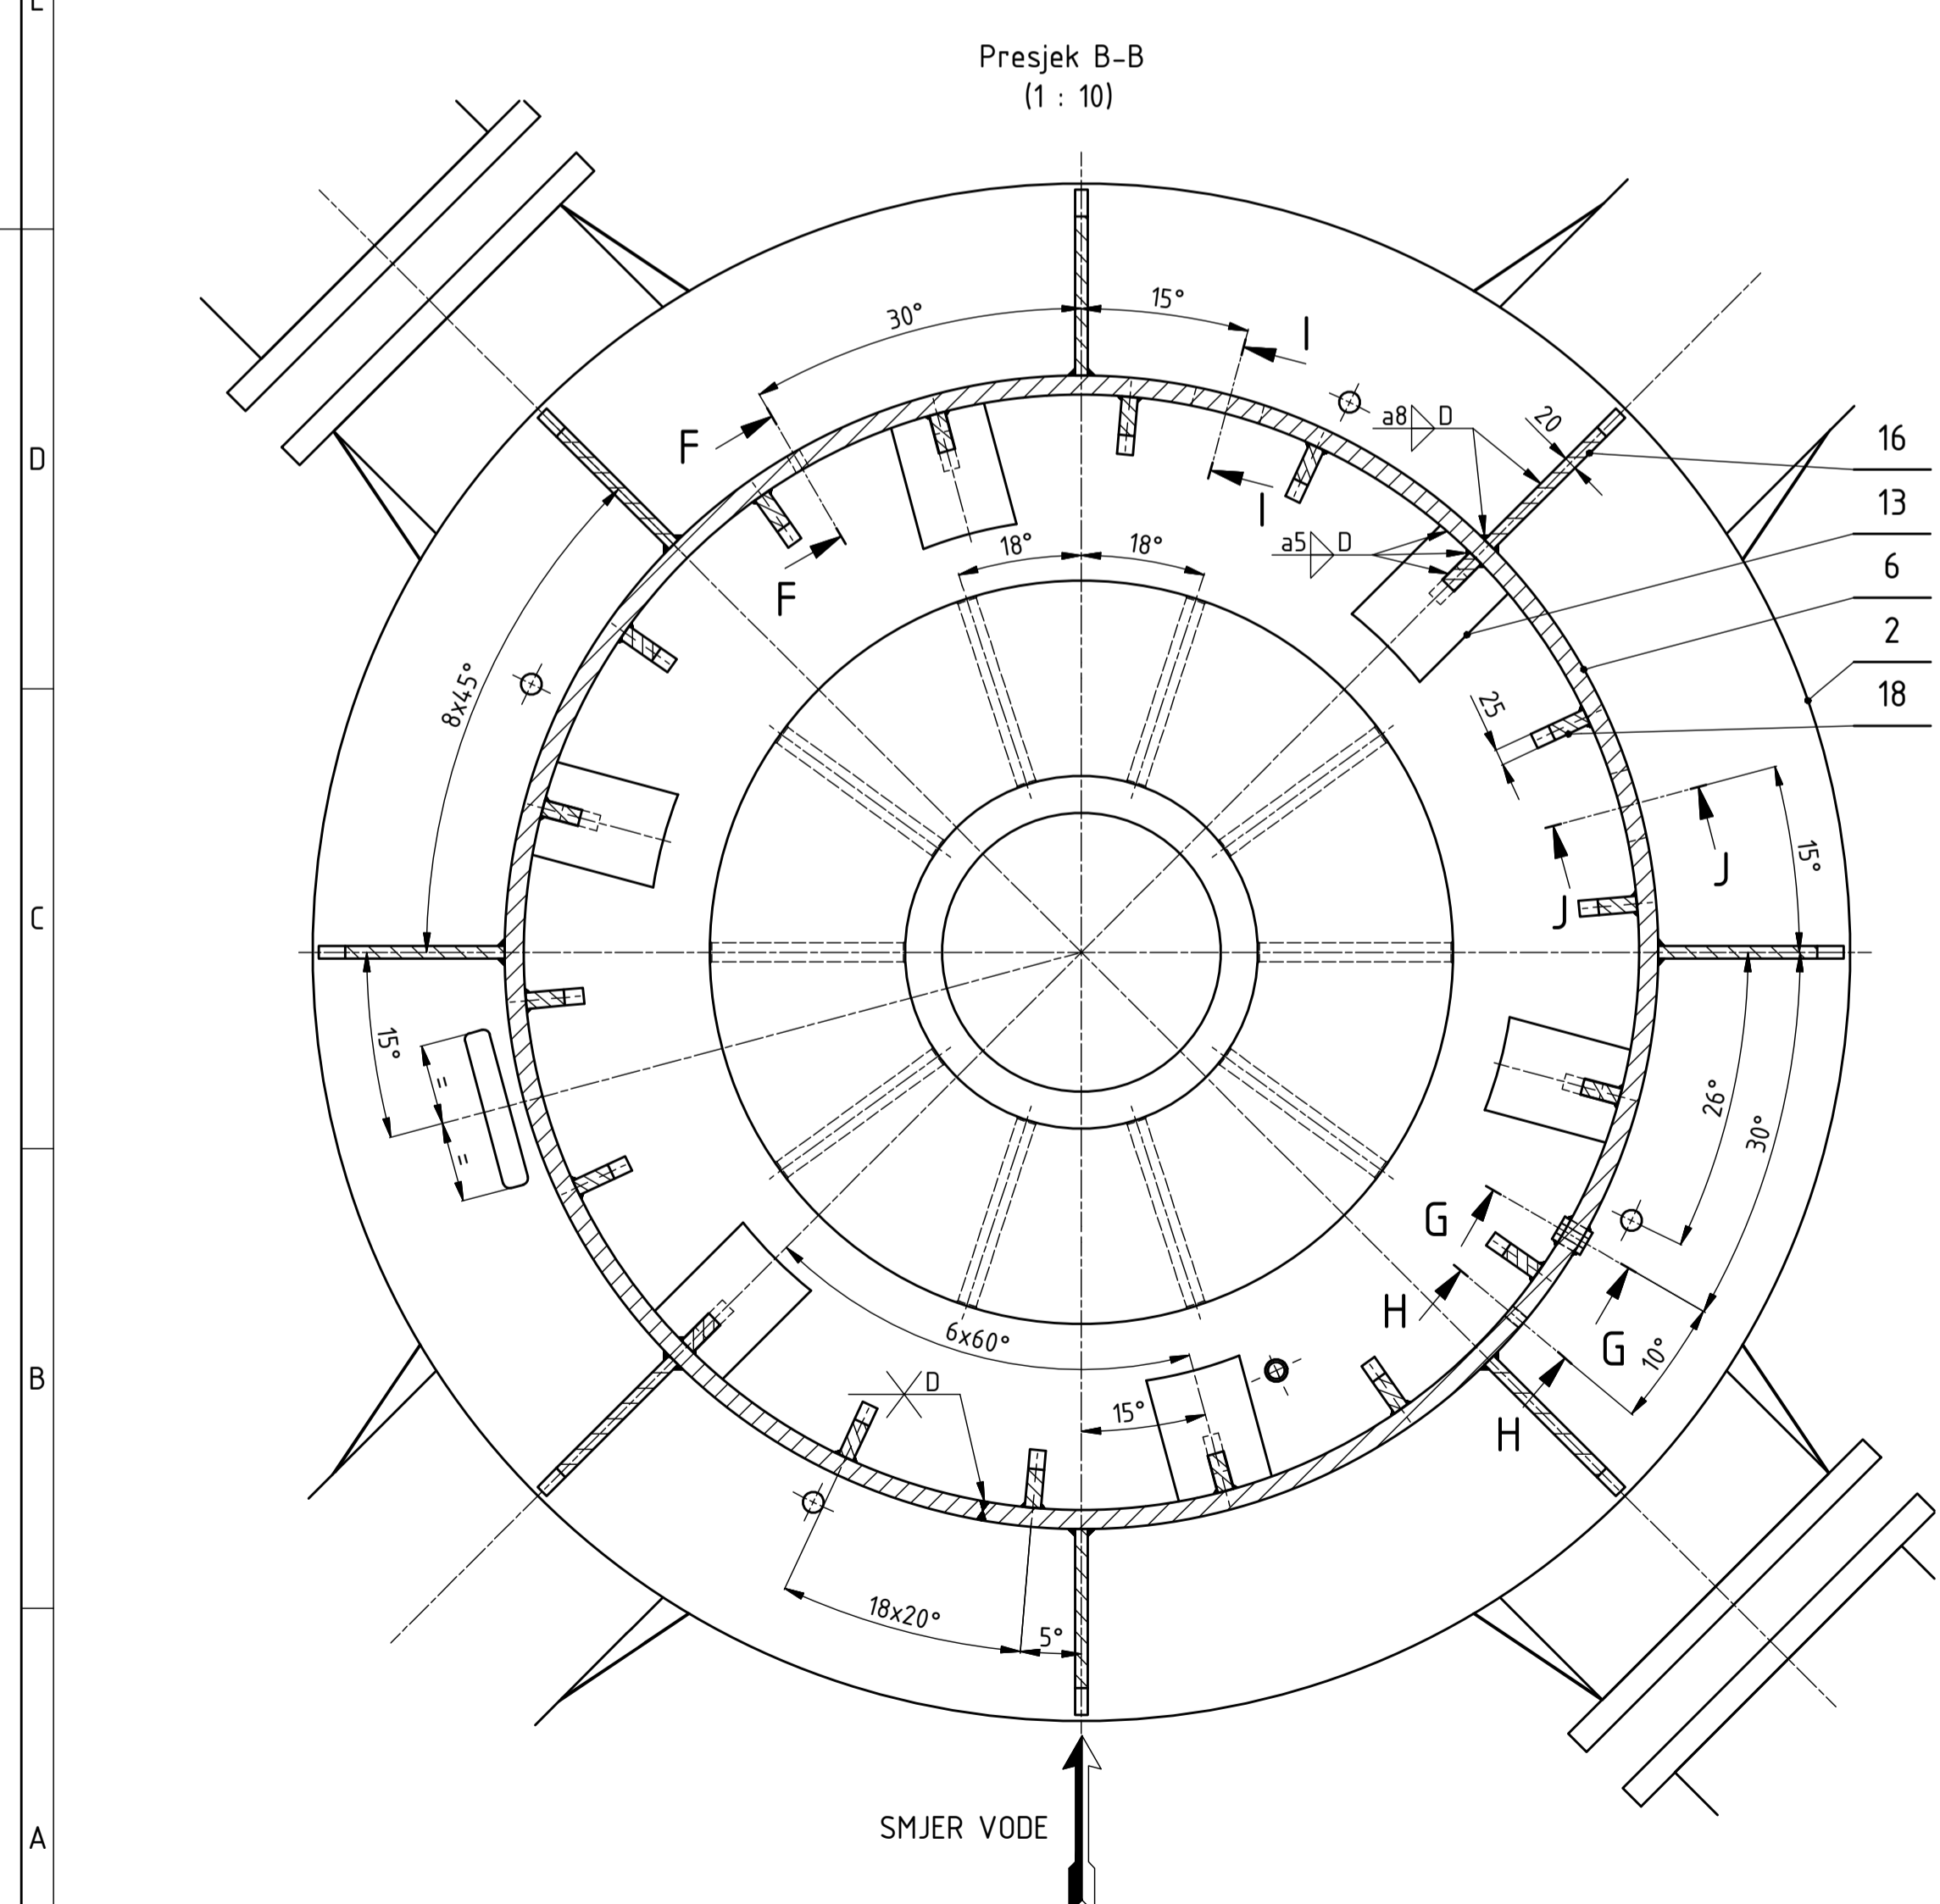 Presjek B-B
(1 : 10)
30°
15°
I
a8 D
20
16
F
13
I
18°
18°
a5 D
6
F
2
8x45°
25
18
D
J
15°
J
C
15°
=
=
26°
30°
G
H
G
10°
6x60°
D
15°
H
B
18x20°
5°
SMJER VODE
A